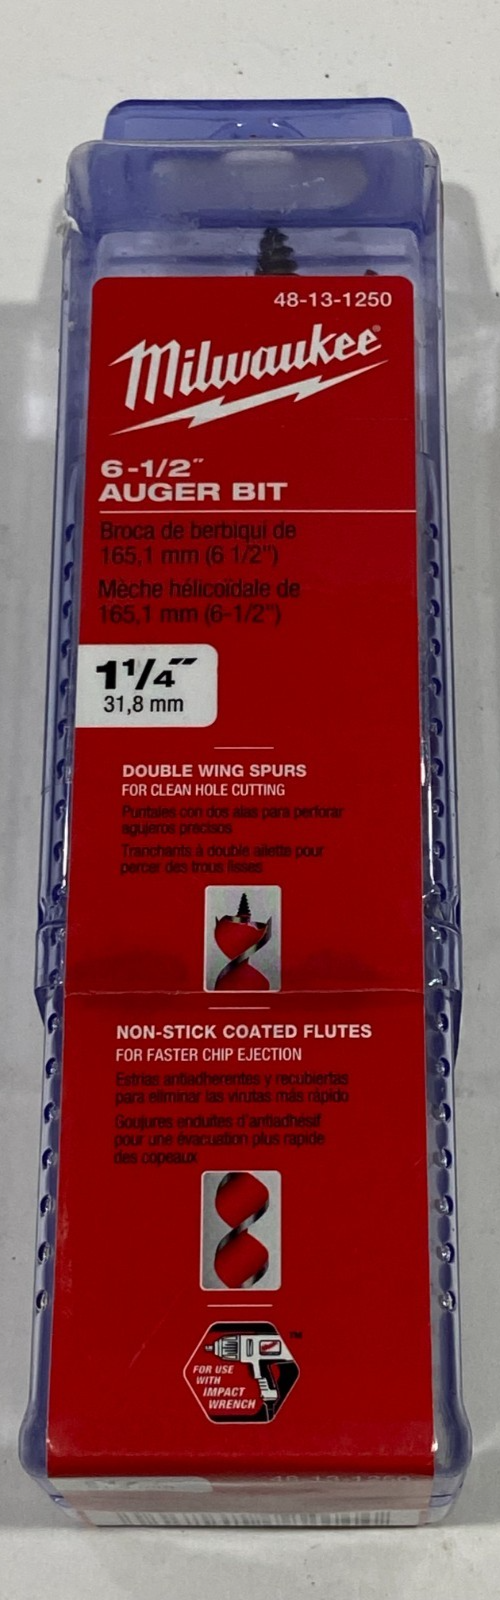 48-13-1250
Milwaukee®
6-1/2"
AUGER BIT
Broca de berbiqui de
165,1 mm (6 1/2")
Mèche hélicoïdale de
165,1 mm (6-1/2")
1 1/4"
31,8 mm
DOUBLE WING SPURS
FOR CLEAN HOLE CUTTING
Puntales con dos alas para perforar
agujeros precisos
Tranchants à double ailette pour
percer des trous lisses
NON-STICK COATED FLUTES
FOR FASTER CHIP EJECTION
Estrías antiadherentes y recubiertas
para eliminar las virutas más rápido
Goujures enduites d'antiadhésif
pour une évacuation plus rapide
des copeaux
FOR USE
WITH
IMPACT
WRENCH
TM